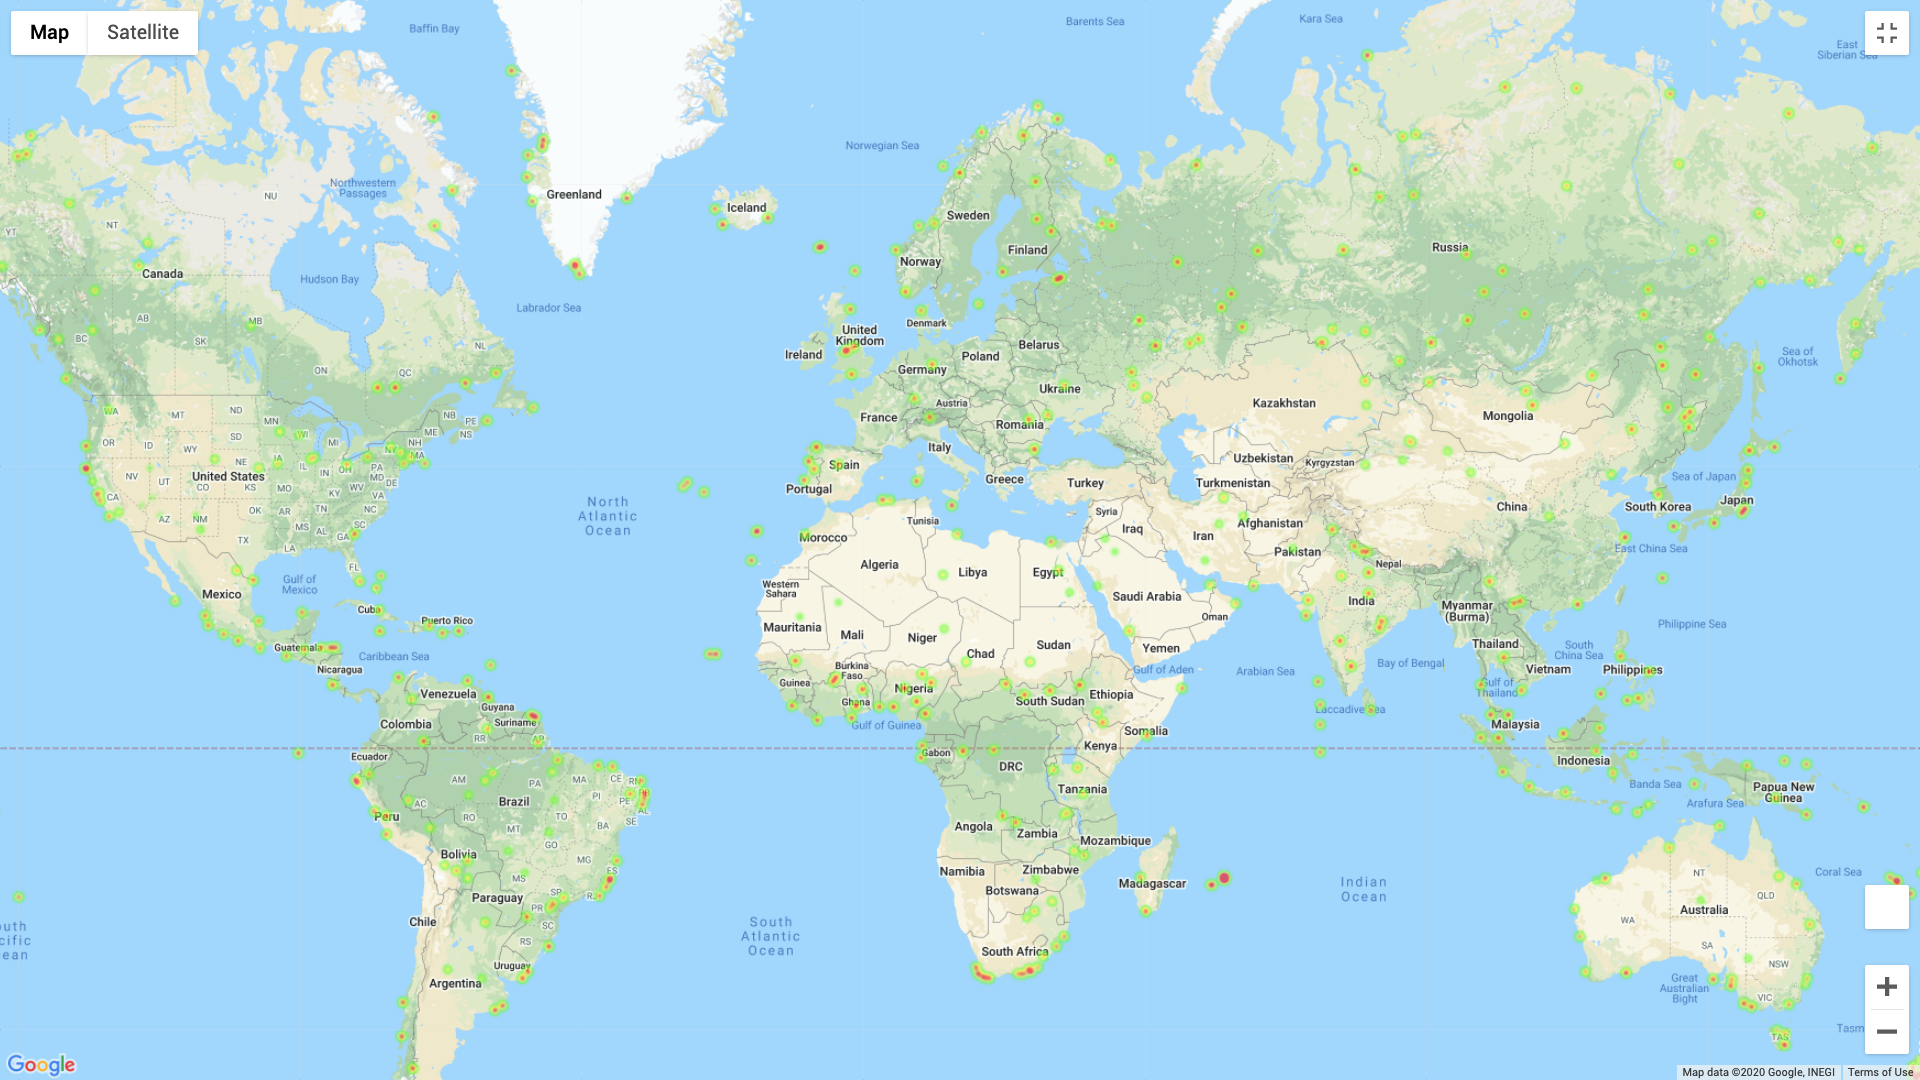 Map
Satellite
Baffin Bay
Barents Sea
Kara Sea
East
Siberian Sea
Norwegian Sea
Northwestern
Passages
NU
NT
YT
Greenland
Iceland
Sweden
Finland
Norway
Russia
Canada
Hudson Bay
Labrador Sea
AB
MB
BC
SK
ON
QC
NL
NB
PE
NS
Denmark
United
Kingdom
Ireland
Belarus
Poland
Germany
Ukraine
Austria
France
Romania
Italy
Spain
Portugal
Greece
Turkey
Kazakhstan
Mongolia
Sea of
Okhotsk
Uzbekistan
Kyrgyzstan
Turkmenistan
China
Sea of Japan
South Korea
Japan
East China Sea
WA
MT
ND
MN
OR
ID
WY
SD
WI
MI
ME
NH
NY
MA
United States
NV
UT
CO
NE
IA
IL
IN
OH
PA
KS
MO
KY
WV
VA
MD
DE
CA
AZ
NM
OK
AR
TN
NC
SC
MS
AL
GA
TX
LA
FL
North
Atlantic
Ocean
Syria
Iraq
Iran
Afghanistan
Pakistan
Nepal
India
Tunisia
Morocco
Algeria
Libya
Egypt
Western
Sahara
Saudi Arabia
Oman
Yemen
Mauritania
Mali
Niger
Chad
Sudan
Gulf of
Mexico
Mexico
Cuba
Puerto Rico
Guatemala
Caribbean Sea
Nicaragua
Myanmar
(Burma)
Thailand
Vietnam
South
China Sea
Philippine Sea
Philippines
Gulf of
Thailand
Bay of Bengal
Arabian Sea
Gulf of Aden
Laccadive Sea
Malaysia
Indonesia
Burkina
Faso
Guinea
Ghana
Nigeria
Gulf of Guinea
South Sudan
Ethiopia
Somalia
Kenya
Gabon
DRC
Tanzania
Angola
Zambia
Mozambique
Namibia
Zimbabwe
Botswana
Madagascar
South Africa
Venezuela
Guyana
Suriname
Colombia
RR
AP
Ecuador
AM
PA
MA
CE
RN
PI
PE
AL
SE
AC
Brazil
Peru
RO
TO
BA
MT
GO
Bolivia
MG
MS
ES
SP
RJ
Paraguay
PR
SC
Chile
RS
Uruguay
Argentina
South
Atlantic
Ocean
Indian
Ocean
Banda Sea
Arafura Sea
Papua New
Guinea
Coral Sea
NT
QLD
Australia
WA
SA
NSW
Great
Australian
Bight
VIC
TAS
Tasm
outh
cific
ean
Google
Map data ©2020 Google, INEGI
Terms of Use